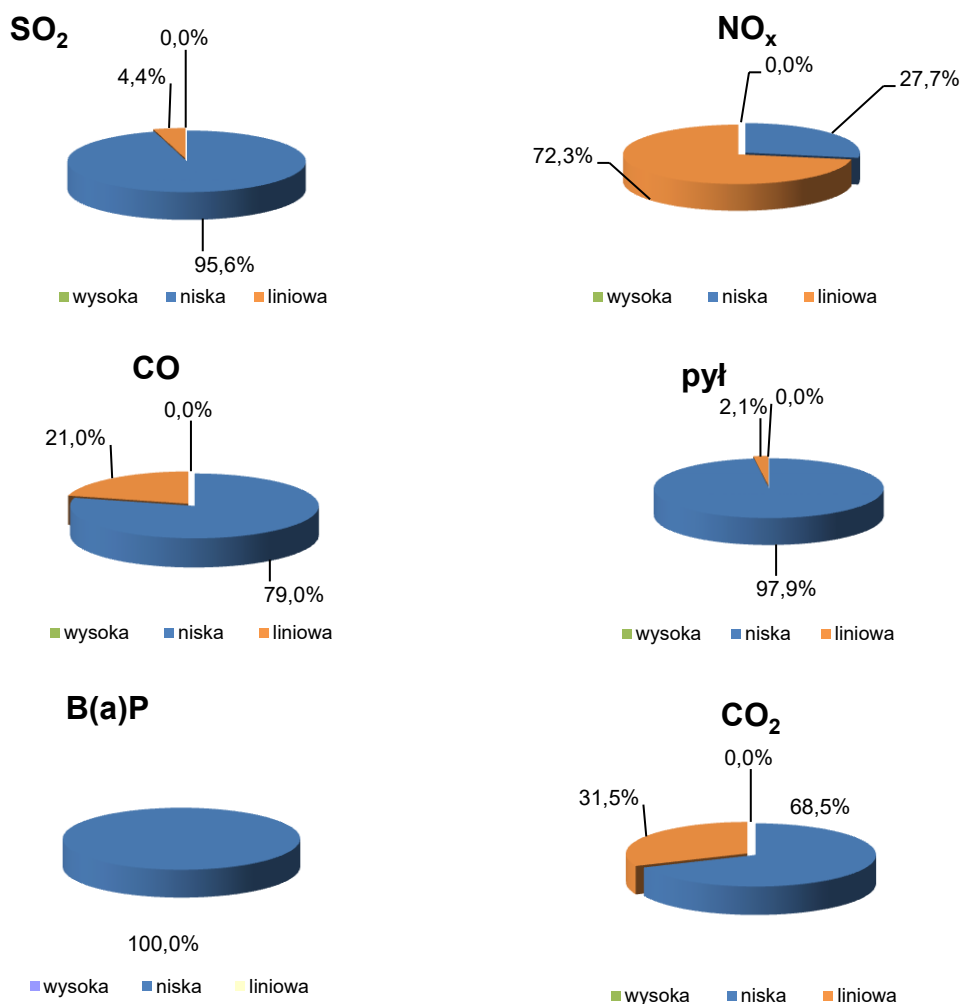 SO₂
0,0%
4,4%
95,6%
wysoka niska liniowa
NOₓ
0,0%
27,7%
72,3%
wysoka niska liniowa
CO
0,0%
21,0%
79,0%
wysoka niska liniowa
pył
2,1% 0,0%
97,9%
wysoka niska liniowa
B(a)P
100,0%
wysoka niska liniowa
CO₂
0,0%
31,5% 68,5%
wysoka niska liniowa